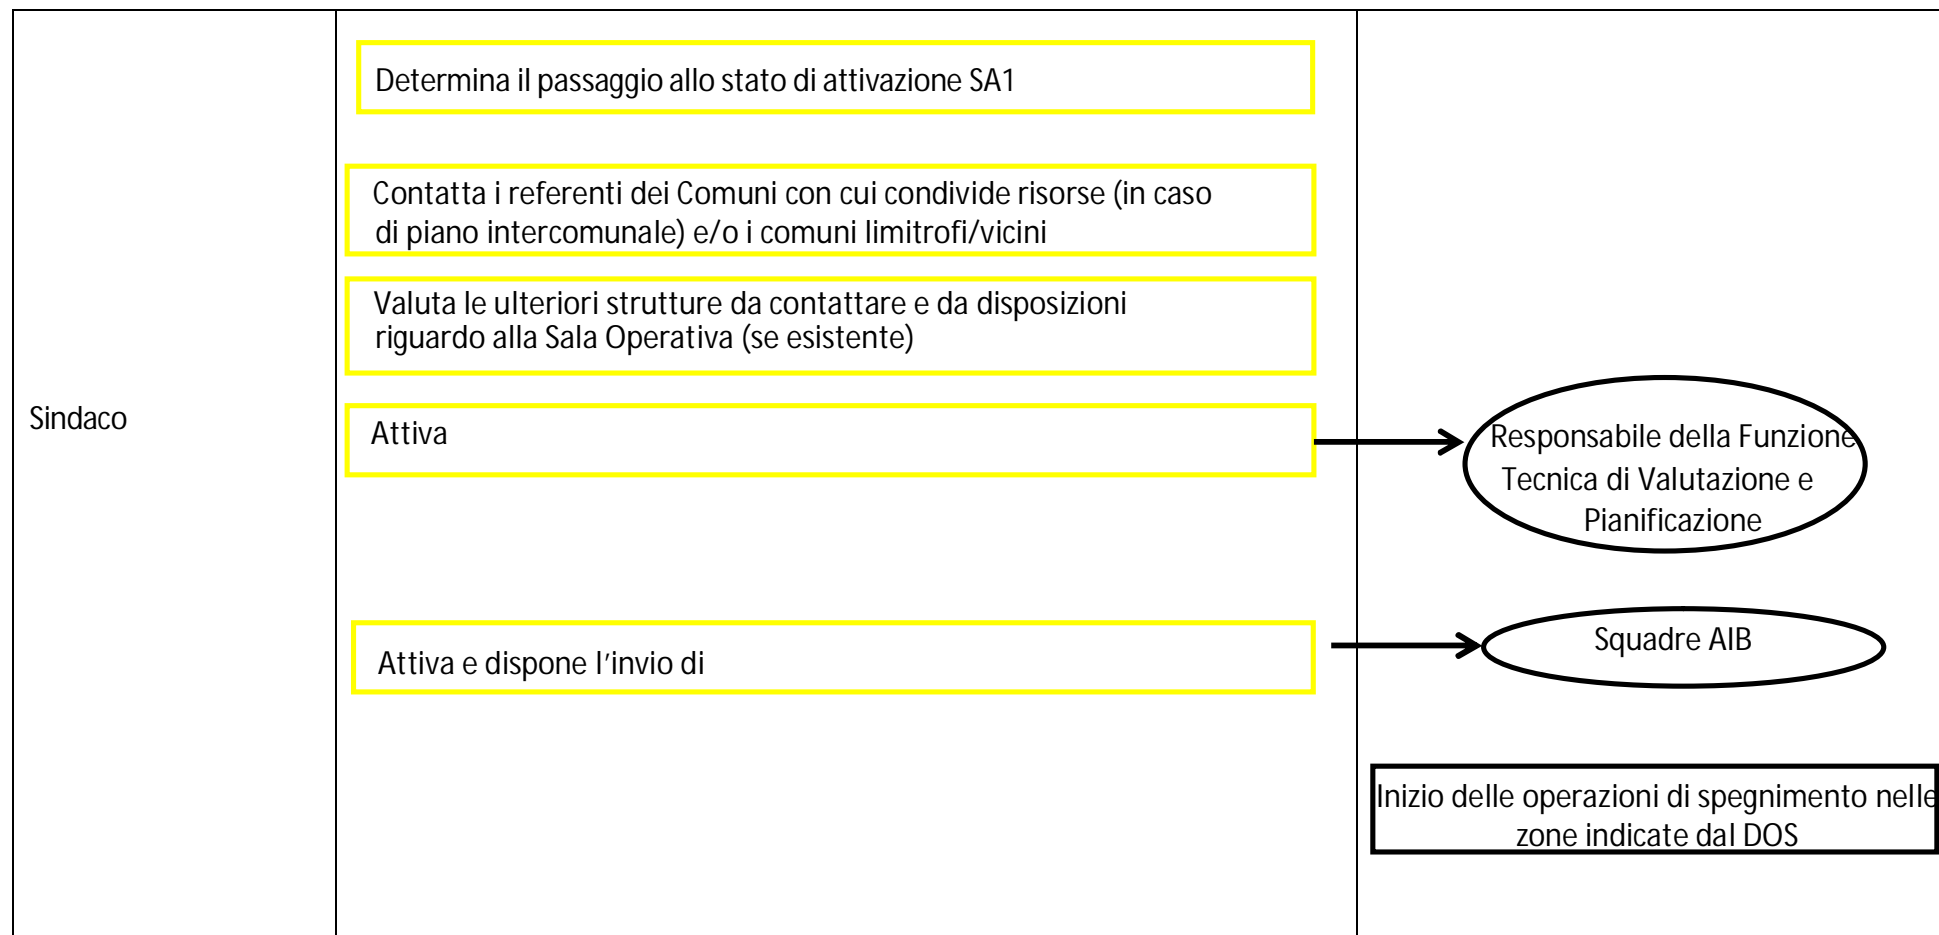 Sindaco
Determina il passaggio allo stato di attivazione SA1
Contatta i referenti dei Comuni con cui condivide risorse (in caso
di piano intercomunale) e/o i comuni limitrofi/vicini
Valuta le ulteriori strutture da contattare e da disposizioni
riguardo alla Sala Operativa (se esistente)
Attiva
Responsabile della Funzione
Tecnica di Valutazione e
Pianificazione
Attiva e dispone l’invio di
Squadre AIB
Inizio delle operazioni di spegnimento nelle
zone indicate dal DOS